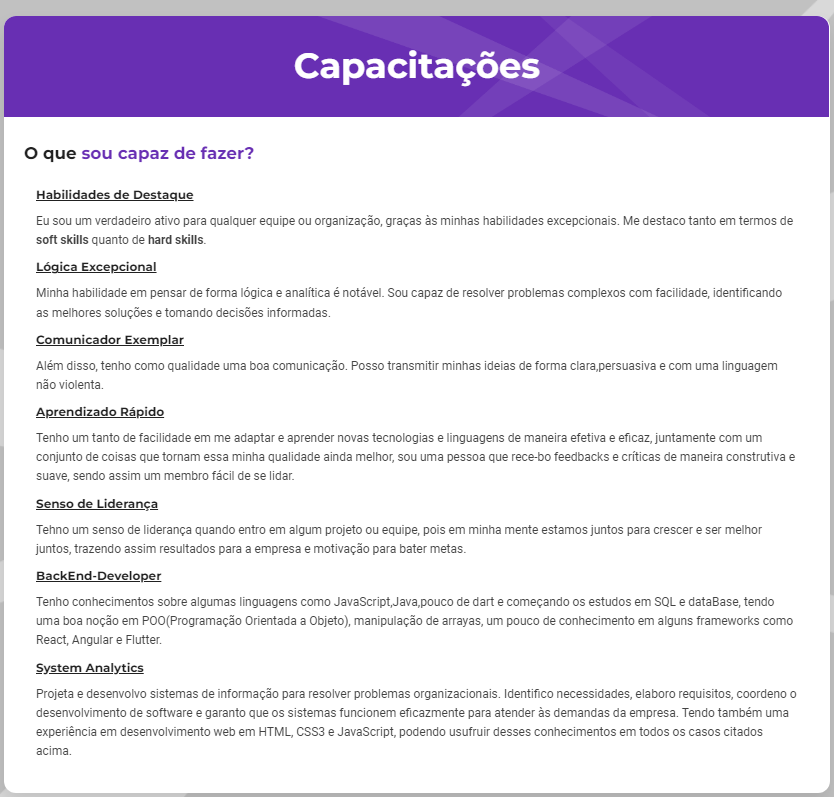 Capacitações
O que sou capaz de fazer?
Habilidades de Destaque
Eu sou um verdadeiro ativo para qualquer equipe ou organização, graças às minhas habilidades excepcionais. Me destaco tanto em termos de
soft skills quanto de hard skills.
Lógica Excepcional
Minha habilidade em pensar de forma lógica e analítica é notável. Sou capaz de resolver problemas complexos com facilidade, identificando
as melhores soluções e tomando decisões informadas.
Comunicador Exemplar
Além disso, tenho como qualidade uma boa comunicação. Posso transmitir minhas ideias de forma clara,persuasiva e com uma linguagem
não violenta.
Aprendizado Rápido
Tenho um tanto de facilidade em me adaptar e aprender novas tecnologias e linguagens de maneira efetiva e eficaz, juntamente com um
conjunto de coisas que tornam essa minha qualidade ainda melhor, sou uma pessoa que rece-bo feedbacks e críticas de maneira construtiva e
suave, sendo assim um membro fácil de se lidar.
Senso de Liderança
Tehno um senso de liderança quando entro em algum projeto ou equipe, pois em minha mente estamos juntos para crescer e ser melhor
juntos, trazendo assim resultados para a empresa e motivação para bater metas.
BackEnd-Developer
Tenho conhecimentos sobre algumas linguagens como JavaScript,Java,pouco de dart e começando os estudos em SQL e dataBase, tendo
uma boa noção em POO(Programação Orientada a Objeto), manipulação de arrayas, um pouco de conhecimento em alguns frameworks como
React, Angular e Flutter.
System Analytics
Projeta e desenvolvo sistemas de informação para resolver problemas organizacionais. Identifico necessidades, elaboro requisitos, coordeno o
desenvolvimento de software e garanto que os sistemas funcionem eficazmente para atender às demandas da empresa. Tendo também uma
experiência em desenvolvimento web em HTML, CSS3 e JavaScript, podendo usufruir desses conhecimentos em todos os casos citados
acima.